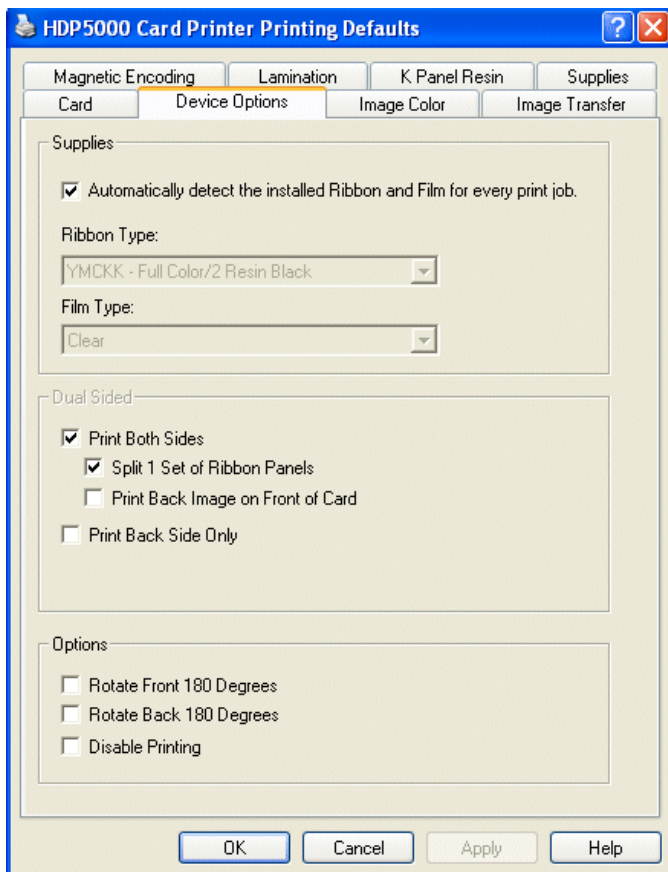 HDP5000 Card Printer Printing Defaults
Magnetic Encoding Lamination K Panel Resin Supplies
Card Device Options Image Color Image Transfer
Supplies
Automatically detect the installed Ribbon and Film for every print job.
Ribbon Type:
YMCKK - Full Color/2 Resin Black
Film Type:
Clear
Dual Sided
Print Both Sides
Split 1 Set of Ribbon Panels
Print Back Image on Front of Card
Print Back Side Only
Options
Rotate Front 180 Degrees
Rotate Back 180 Degrees
Disable Printing
OK Cancel Apply Help